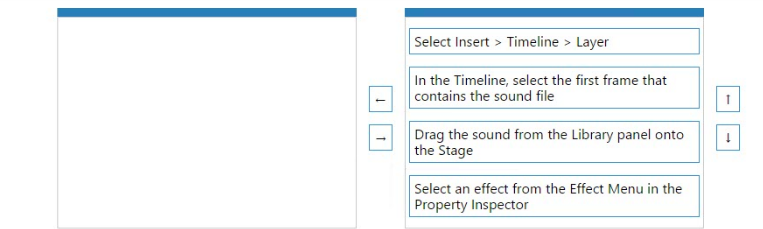 Select Insert > Timeline > Layer
In the Timeline, select the first frame that
contains the sound file
←
↑
→
Drag the sound from the Library panel onto
the Stage
↓
Select an effect from the Effect Menu in the
Property Inspector